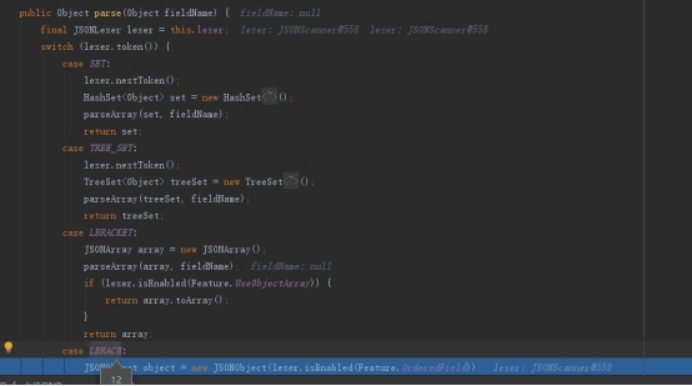 public Object parse(Object fieldName) {  fieldName: null
final JSONLexer lexer = this.lexer;  lexer: JSONScanner@558  lexer: JSONScanner@558
switch (lexer.token()) {
case SET:
lexer.nextToken();
HashSet<Object> set = new HashSet<~>();
parseArray(set, fieldName);
return set;
case TREE_SET:
lexer.nextToken();
TreeSet<Object> treeSet = new TreeSet<~>();
parseArray(treeSet, fieldName);
return treeSet;
case LBRACKET:
JSONArray array = new JSONArray();
parseArray(array, fieldName);  fieldName: null
if (lexer.isEnabled(Feature.UseObjectArray)) {
return array.toArray();
}
return array;
case LBRACE:
object = new JSONObject(lexer.isEnabled(Feature.OrderedField));  lexer: JSONScanner@558
12